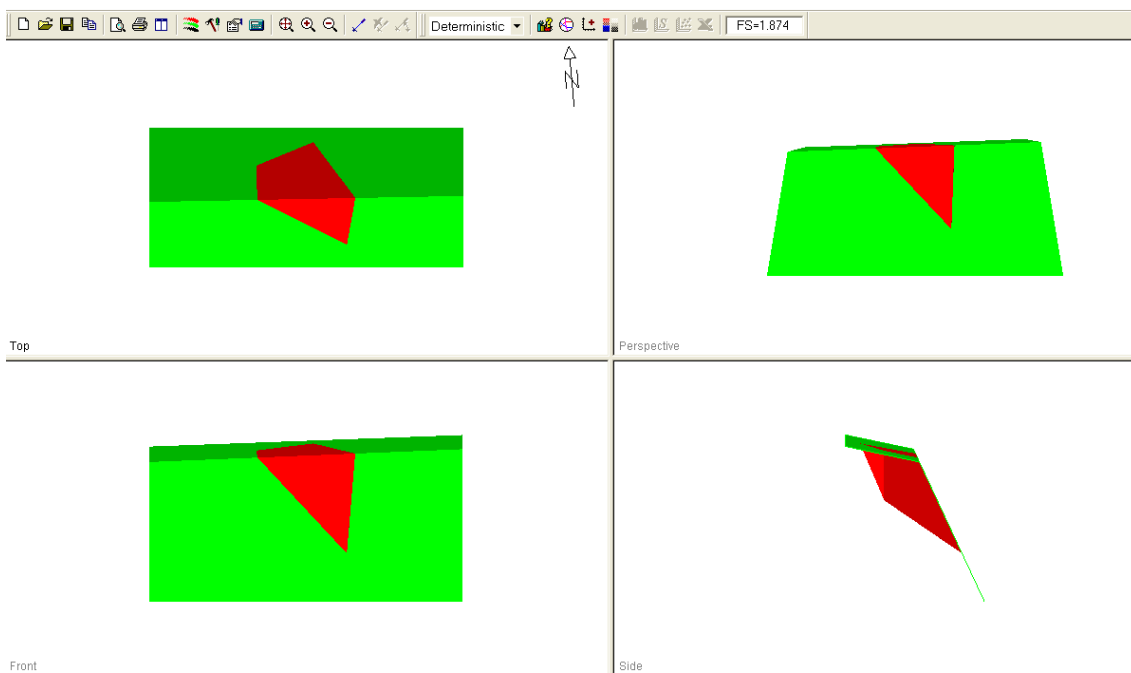 Deterministic FS=1.874
N
Top
Perspective
Front
Side